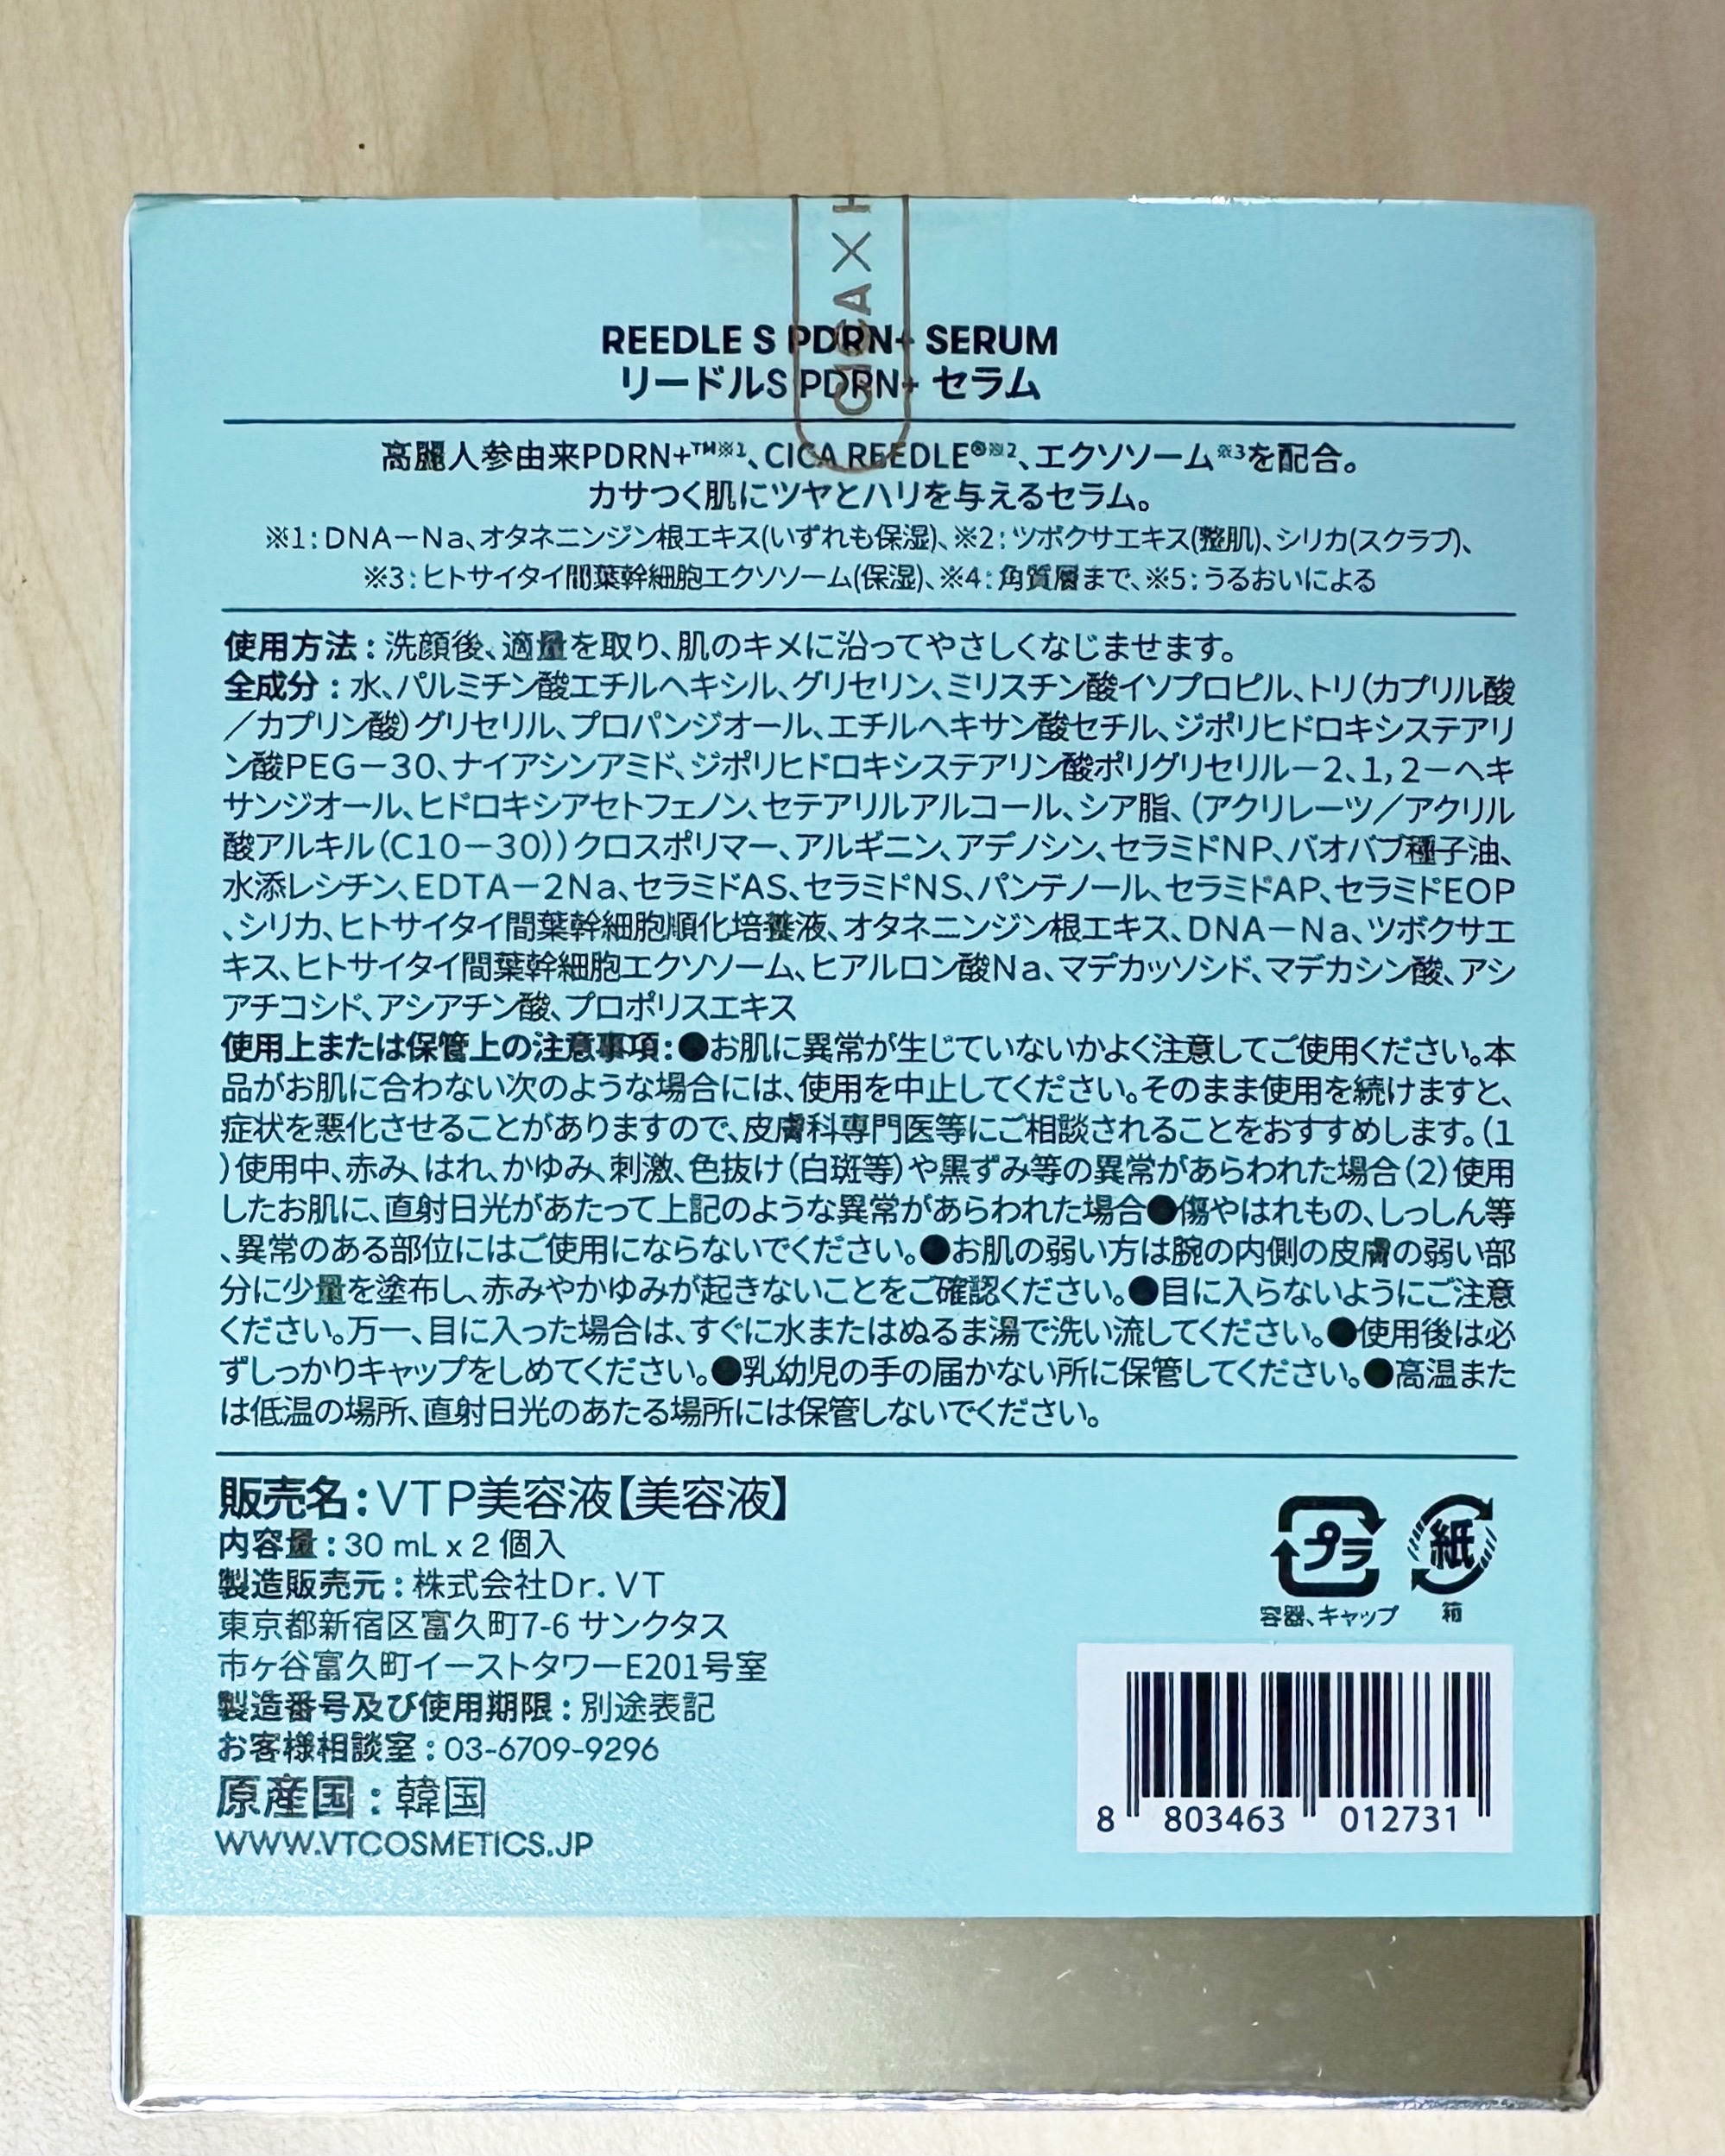 CICA X H
REEDLE S PDRN+ SERUM
リードルS PDRN+ セラム
高麗人参由来PDRN+™※1、CICA REEDLE®※2、エクソソーム※3を配合。
カサつく肌にツヤとハリを与えるセラム。
※1:DNA－Na、オタネニンジン根エキス(いずれも保湿)、※2:ツボクサエキス(整肌)、シリカ(スクラブ)、
※3:ヒトサイタイ間葉幹細胞エクソソーム(保湿)、※4:角質層まで、※5:うるおいによる
使用方法:洗顔後、適量を取り、肌のキメに沿ってやさしくなじませます。
全成分:水、パルミチン酸エチルヘキシル、グリセリン、ミリスチン酸イソプロピル、トリ(カプリル酸
／カプリン酸)グリセリル、プロパンジオール、エチルヘキサン酸セチル、ジポリヒドロキシステアリ
ン酸PEG－30、ナイアシンアミド、ジポリヒドロキシステアリン酸ポリグリセリル－2、1,2－ヘキ
サンジオール、ヒドロキシアセトフェノン、セテアリルアルコール、シア脂、(アクリレーツ／アクリル
酸アルキル(C10－30))クロスポリマー、アルギニン、アデノシン、セラミドNP、バオバブ種子油、
水添レシチン、EDTA－2Na、セラミドAS、セラミドNS、パンテノール、セラミドAP、セラミドEOP
、シリカ、ヒトサイタイ間葉幹細胞順化培養液、オタネニンジン根エキス、DNA－Na、ツボクサエ
キス、ヒトサイタイ間葉幹細胞エクソソーム、ヒアルロン酸Na、マデカッソシド、マデカシン酸、アシ
アチコシド、アシアチン酸、プロポリスエキス
使用上または保管上の注意事項:●お肌に異常が生じていないかよく注意してご使用ください。本
品がお肌に合わない次のような場合には、使用を中止してください。そのまま使用を続けますと、
症状を悪化させることがありますので、皮膚科専門医等にご相談されることをおすすめします。(1
)使用中、赤み、はれ、かゆみ、刺激、色抜け(白斑等)や黒ずみ等の異常があらわれた場合(2)使用
したお肌に、直射日光があたって上記のような異常があらわれた場合●傷やはれもの、しっしん等
、異常のある部位にはご使用にならないでください。●お肌の弱い方は腕の内側の皮膚の弱い部
分に少量を塗布し、赤みやかゆみが起きないことをご確認ください。●目に入らないようにご注意
ください。万一、目に入った場合は、すぐに水またはぬるま湯で洗い流してください。●使用後は必
ずしっかりキャップをしめてください。●乳幼児の手の届かない所に保管してください。●高温また
は低温の場所、直射日光のあたる場所には保管しないでください。
販売名:VTP美容液【美容液】
内容量:30 mL x 2 個入
製造販売元:株式会社Dr.VT
東京都新宿区富久町7-6 サンクタス
市ヶ谷富久町イーストタワーE201号室
製造番号及び使用期限:別途表記
お客様相談室:03-6709-9296
原産国:韓国
WWW.VTCOSMETICS.JP
プラ
容器、キャップ
紙
箱
8 803463 012731